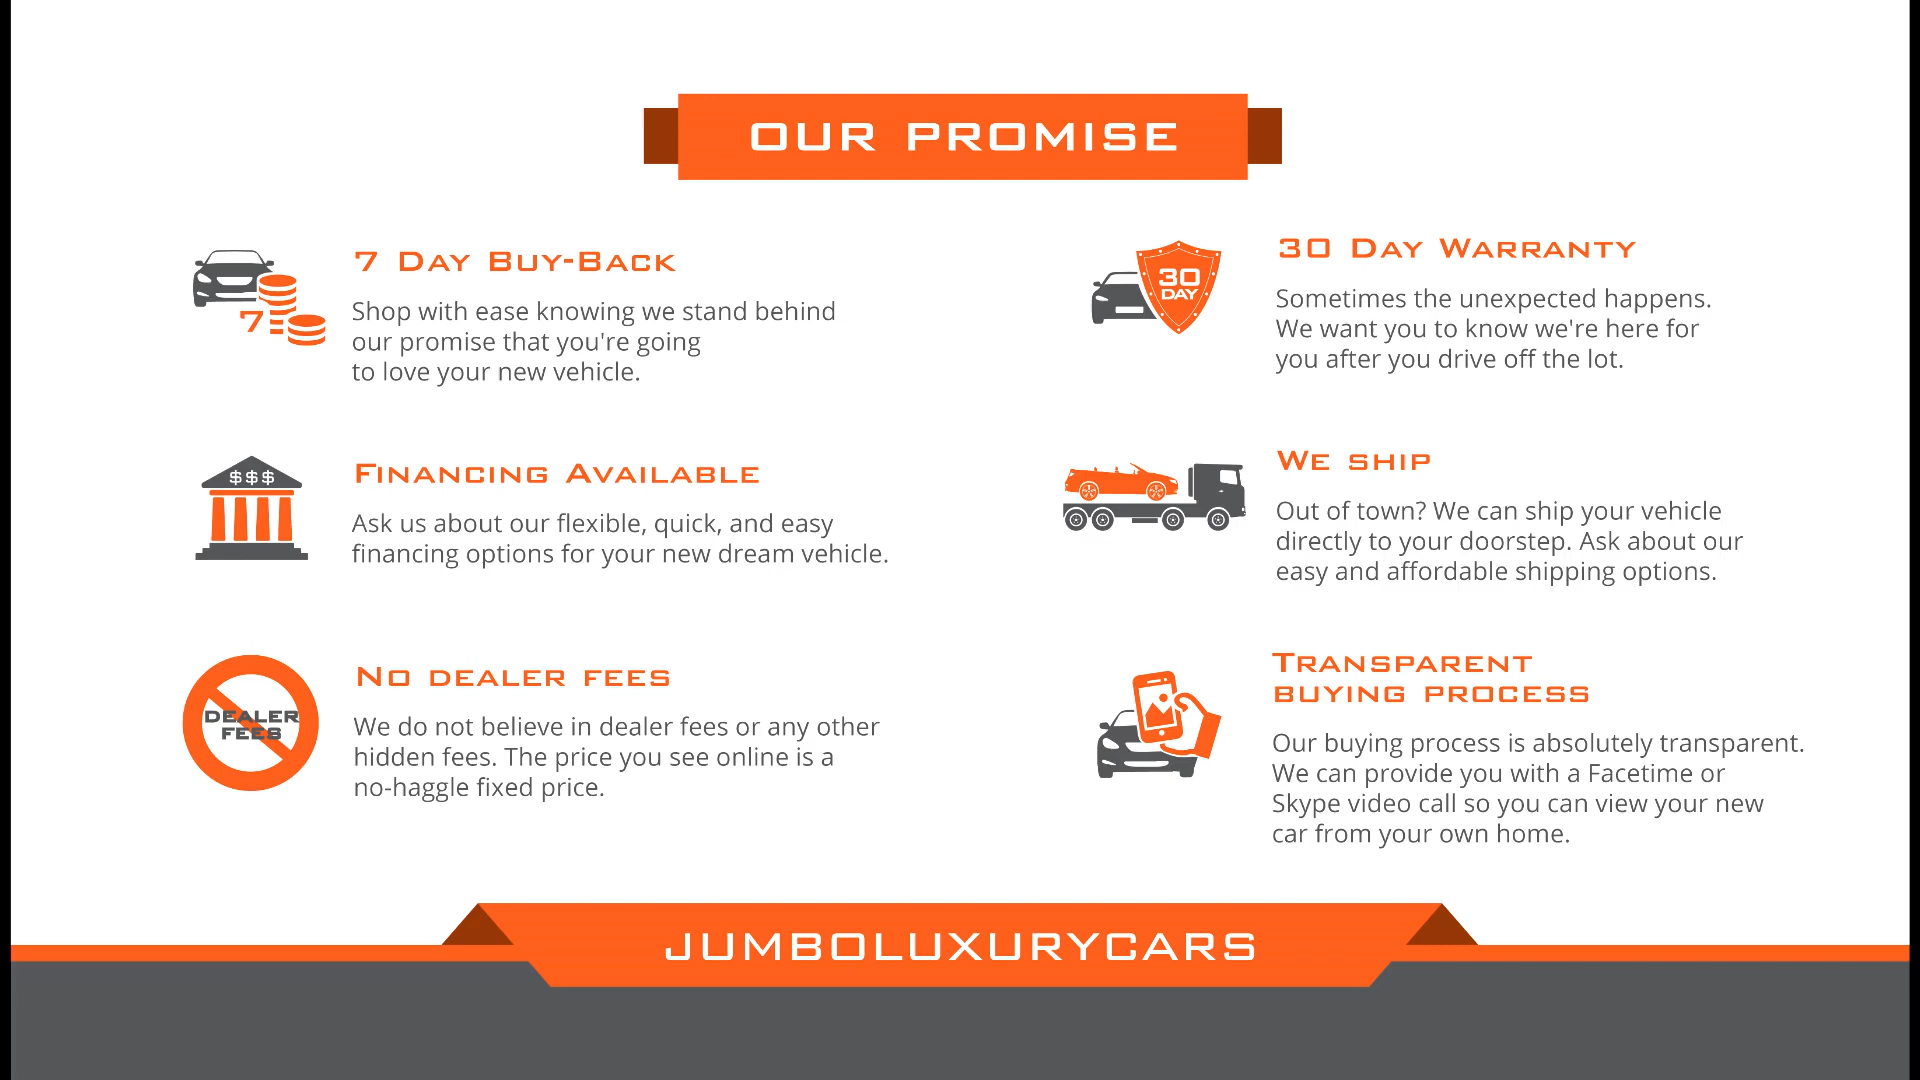 OUR PROMISE
7 DAY BUY-BACK
Shop with ease knowing we stand behind
our promise that you're going
to love your new vehicle.
7
$$$
FINANCING AVAILABLE
Ask us about our flexible, quick, and easy
financing options for your new dream vehicle.
DEALER
FEES
NO DEALER FEES
We do not believe in dealer fees or any other
hidden fees. The price you see online is a
no-haggle fixed price.
30
DAY
30 DAY WARRANTY
Sometimes the unexpected happens.
We want you to know we're here for
you after you drive off the lot.
WE SHIP
Out of town? We can ship your vehicle
directly to your doorstep. Ask about our
easy and affordable shipping options.
TRANSPARENT
BUYING PROCESS
Our buying process is absolutely transparent.
We can provide you with a Facetime or
Skype video call so you can view your new
car from your own home.
JUMBOLUXURYCARS